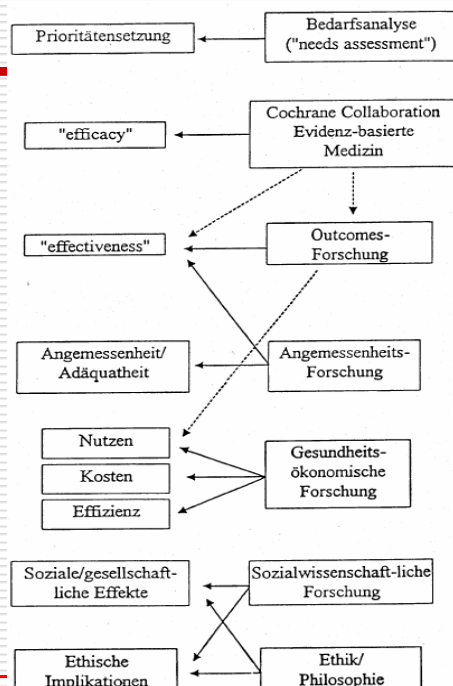 Prioritätensetzung
Bedarfsanalyse
("needs assessment")
"efficacy"
Cochrane Collaboration
Evidenz-basierte
Medizin
"effectiveness"
Outcomes-
Forschung
Angemessenheit/
Adäquatheit
Angemessenheits-
Forschung
Nutzen
Kosten
Effizienz
Gesundheits-
ökonomische
Forschung
Soziale/gesellschaft-
liche Effekte
Sozialwissenschaft-liche
Forschung
Ethische
Implikationen
Ethik/
Philosophie